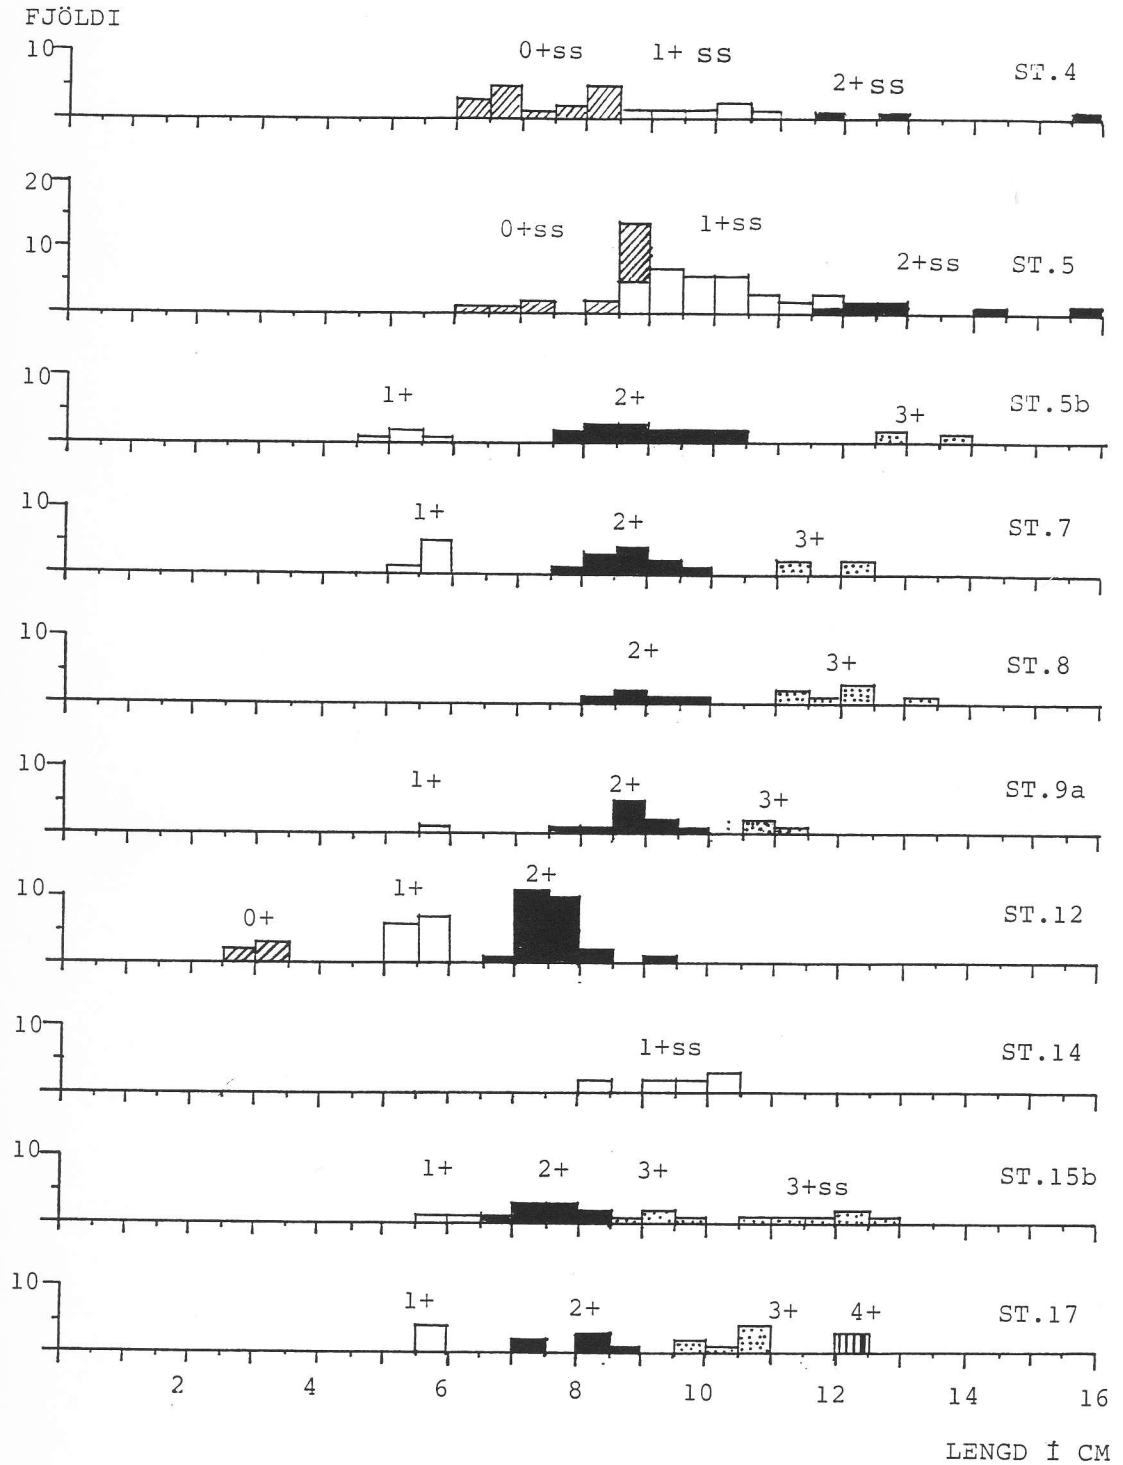 FJÖLDI
10 0+ss 1+ ss 2+ss ST.4
20
10 0+ss 1+ss 2+ss ST.5
10 1+ 2+ 3+ ST.5b
10 1+ 2+ 3+ ST.7
10 2+ 3+ ST.8
10 1+ 2+ 3+ ST.9a
10 0+ 1+ 2+ ST.12
10 1+ss ST.14
10 1+ 2+ 3+ 3+ss ST.15b
10 1+ 2+ 3+ 4+ ST.17
2 4 6 8 10 12 14 16
LENGD Í CM